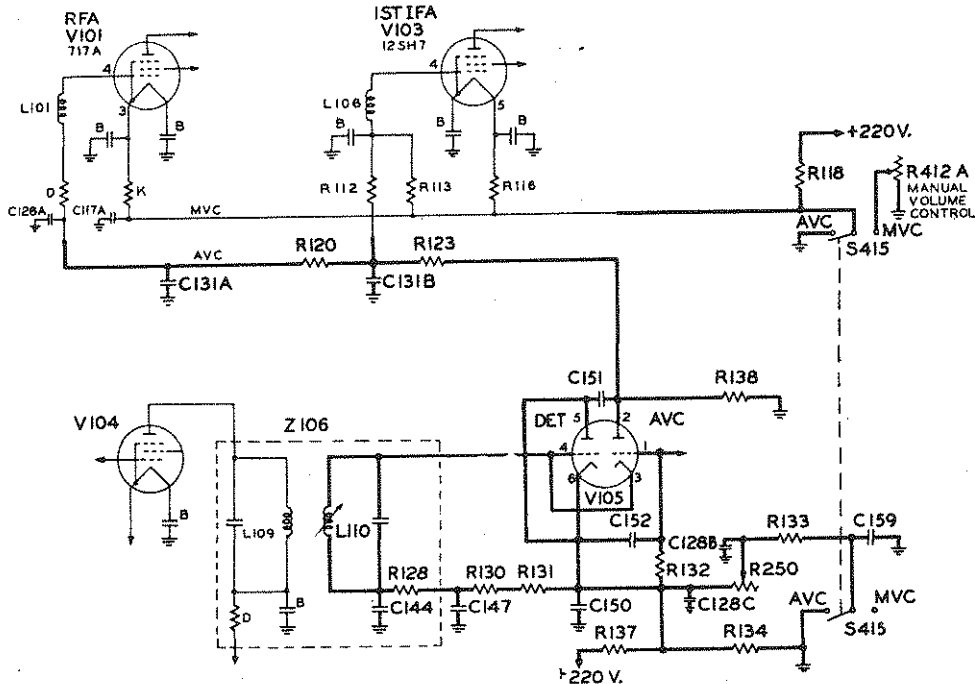 RFA
V101
717A
1ST IFA
V103
12SH7
4
4
L101
3
B
B
L106
5
B
B
B
+220 V.
R118
R412 A
MANUAL
VOLUME
CONTROL
D
K
R112
R113
R116
C128A
C117A
MVC
AVC
MVC
S415
AVC
R120
R123
C131A
C131B
C151
R138
V104
Z106
DET
5
2
AVC
4
1
6
3
V105
B
L109
L110
C152
C128B
R133
C159
R128
R130
R131
R132
R250
B
C144
C147
C150
C128C
AVC
MVC
D
R137
R134
S415
+220 V.